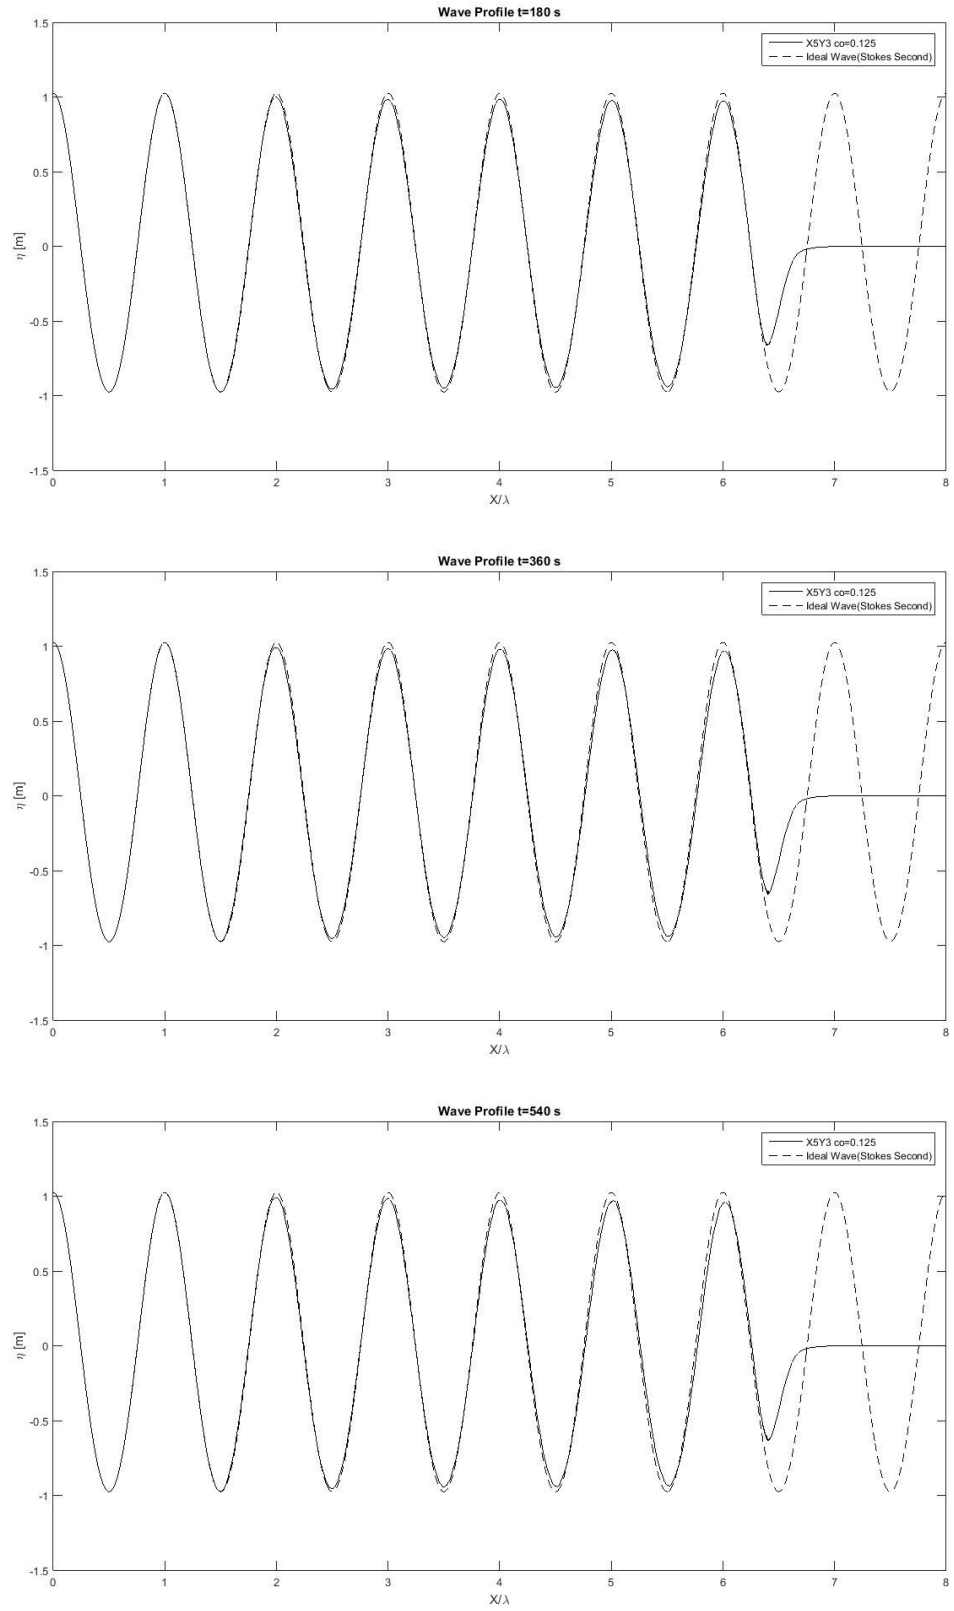 Wave Profile t=180 s
1.5
X5Y3 co=0.125
Ideal Wave(Stokes Second)
1
0.5
0
-0.5
-1
-1.5
η [m]
0 1 2 3 4 5 6 7 8
X/λ
Wave Profile t=360 s
1.5
X5Y3 co=0.125
Ideal Wave(Stokes Second)
1
0.5
0
-0.5
-1
-1.5
η [m]
0 1 2 3 4 5 6 7 8
X/λ
Wave Profile t=540 s
1.5
X5Y3 co=0.125
Ideal Wave(Stokes Second)
1
0.5
0
-0.5
-1
-1.5
η [m]
0 1 2 3 4 5 6 7 8
X/λ